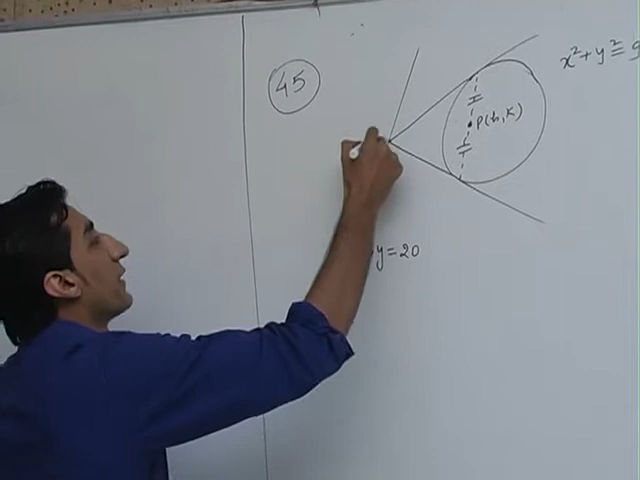 45
x² + y² = 9
P(h, k)
y = 20